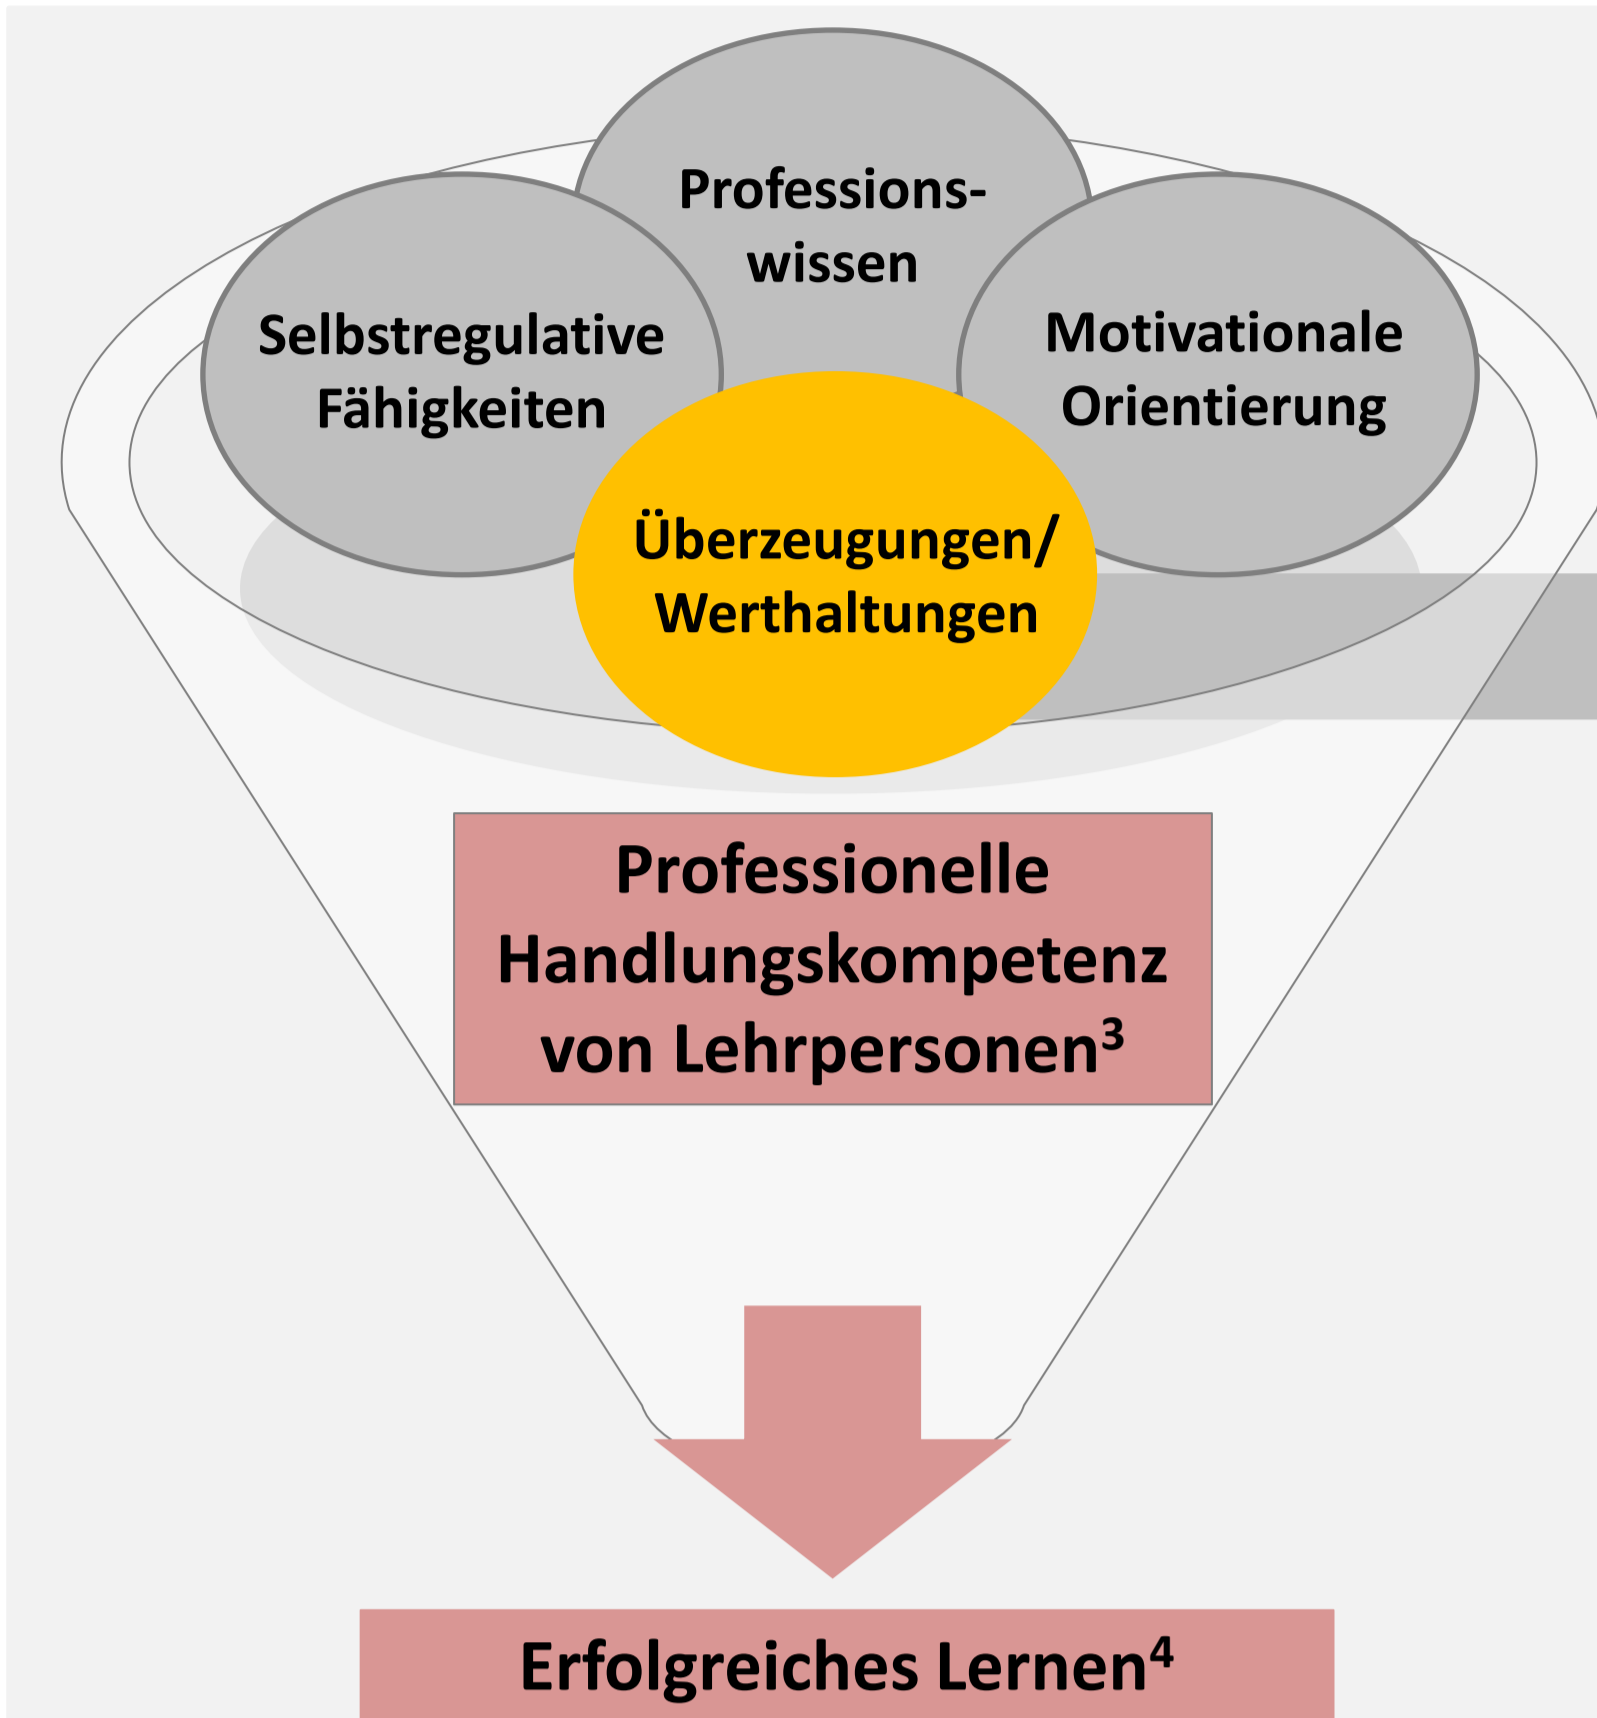 Professions-
wissen
Selbstregulative
Fähigkeiten
Motivationale
Orientierung
Überzeugungen/
Werthaltungen
Professionelle
Handlungskompetenz
von Lehrpersonen³
Erfolgreiches Lernen⁴